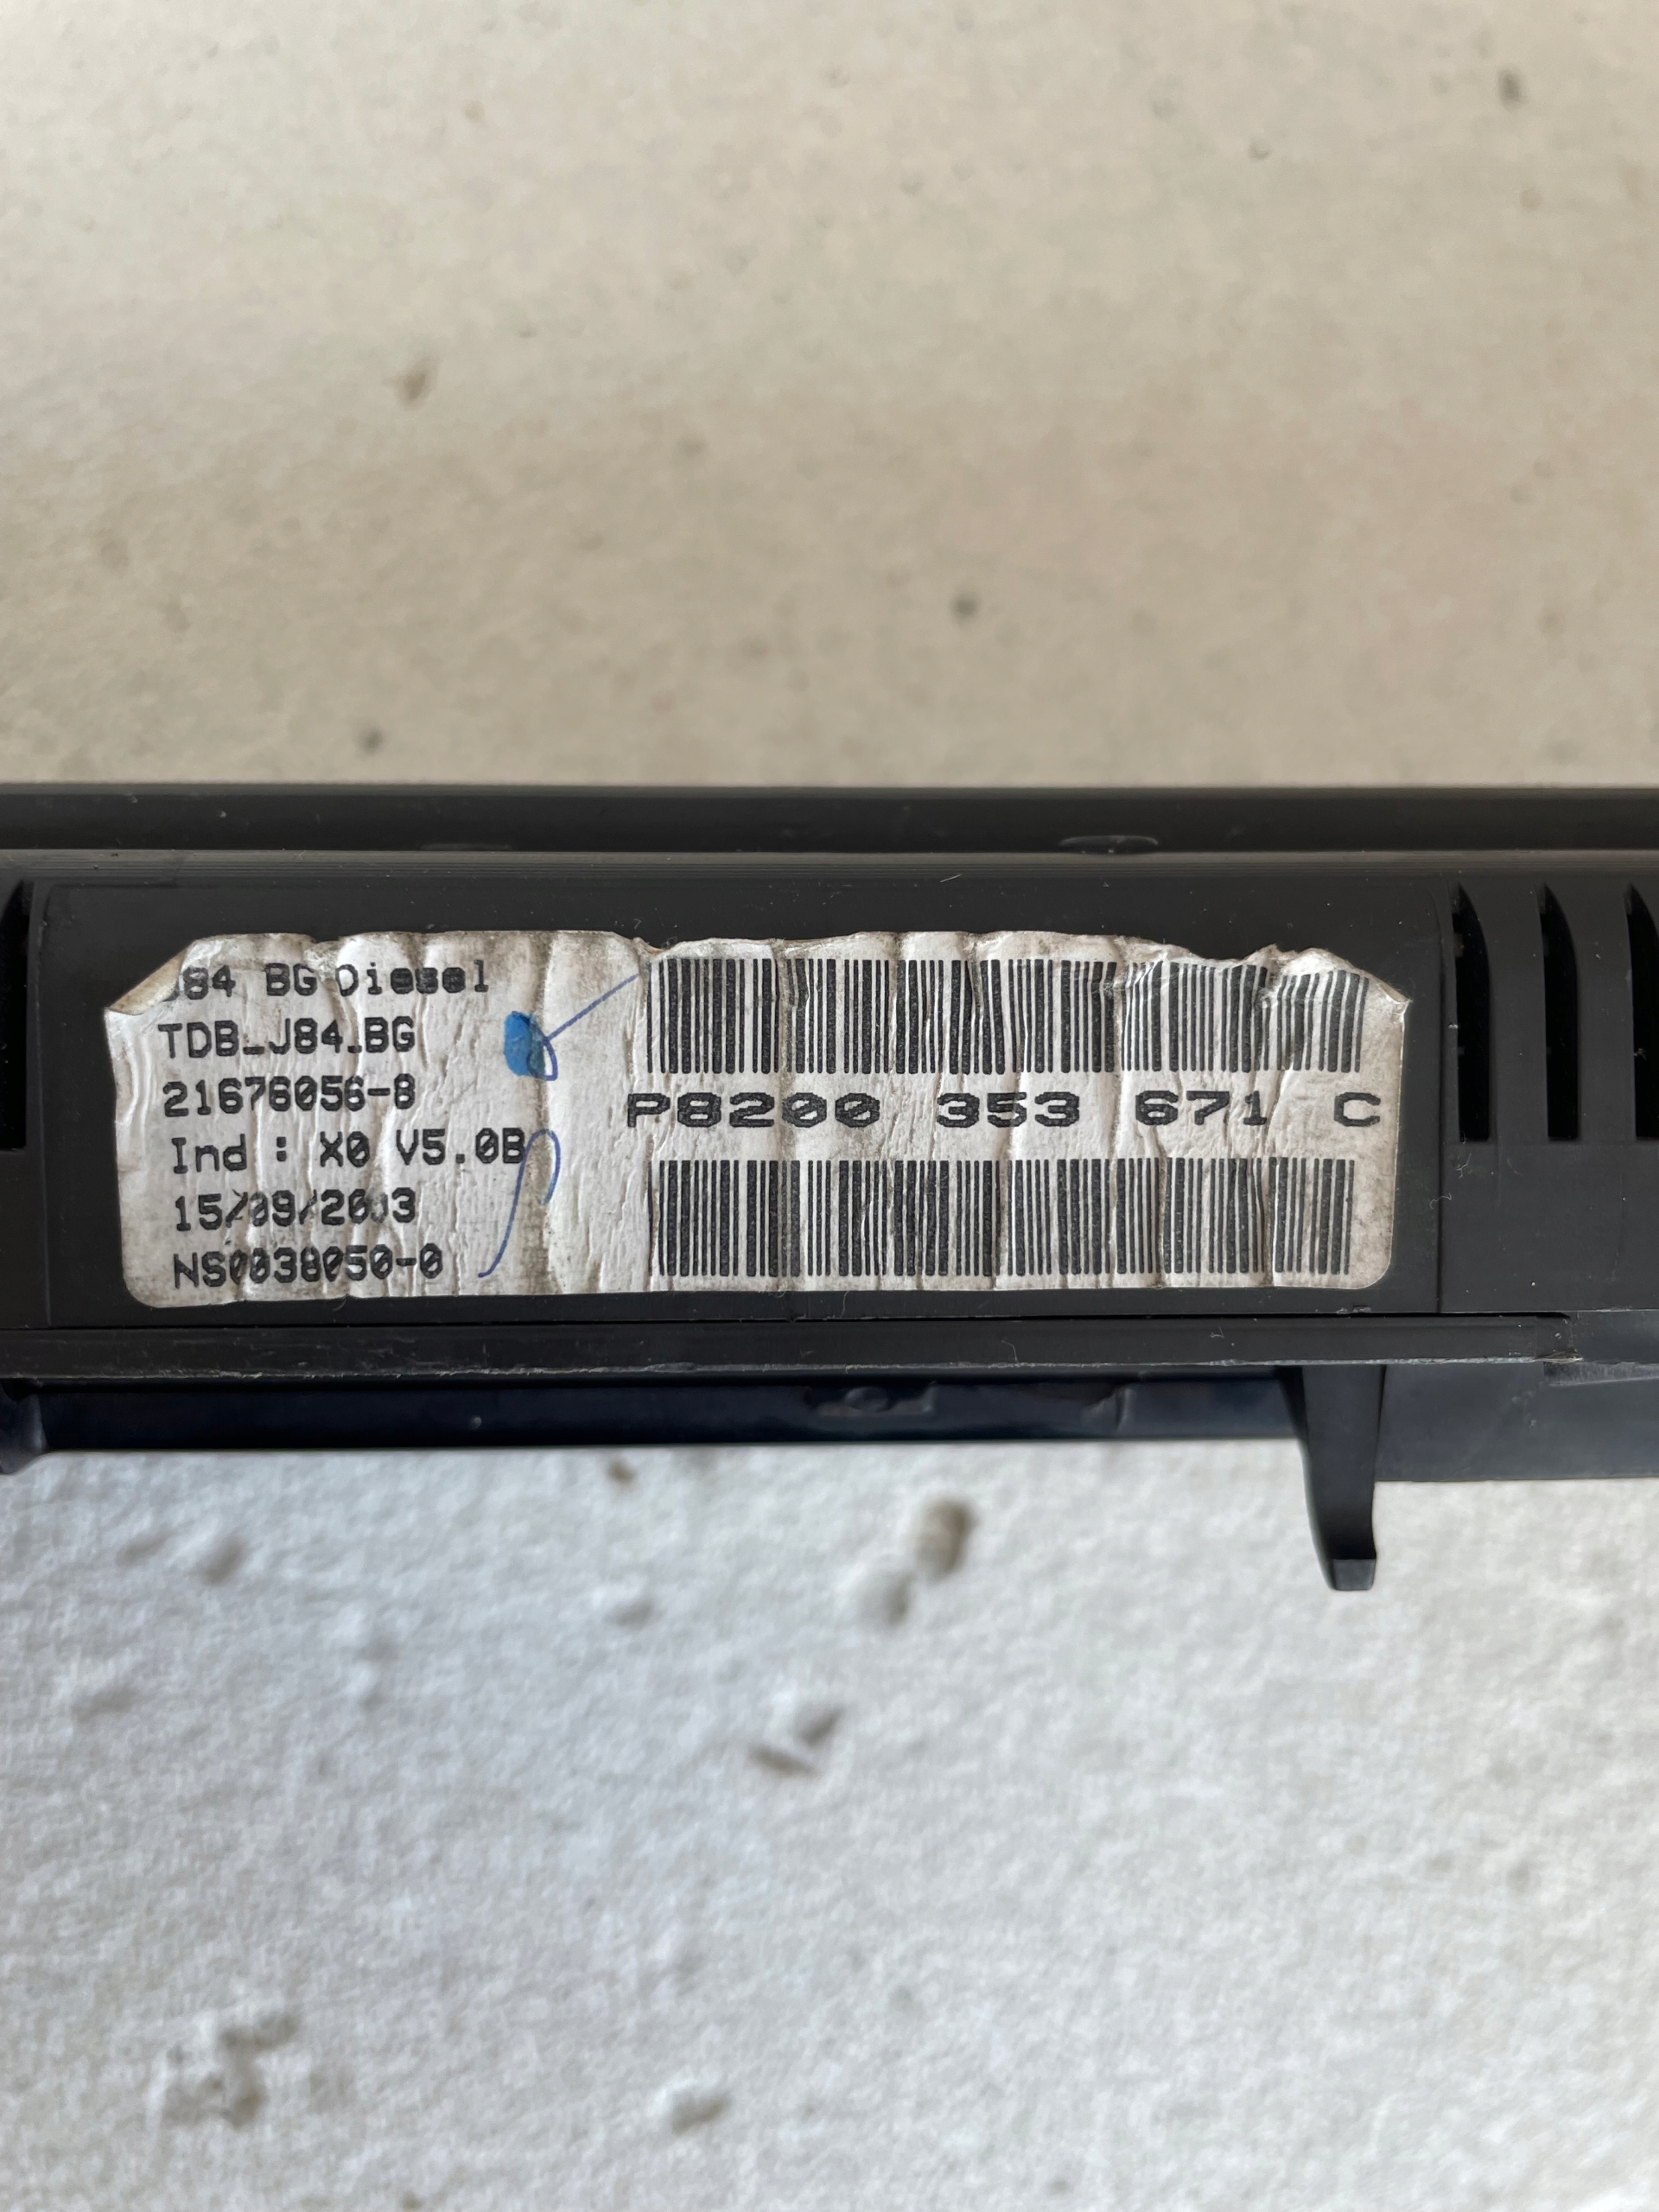 J84 BG Diesel
TDB_J84_BG
21676056-8
Ind : X0 V5.0B
15/09/2003
NS0038050-0
P8200 353 671 C